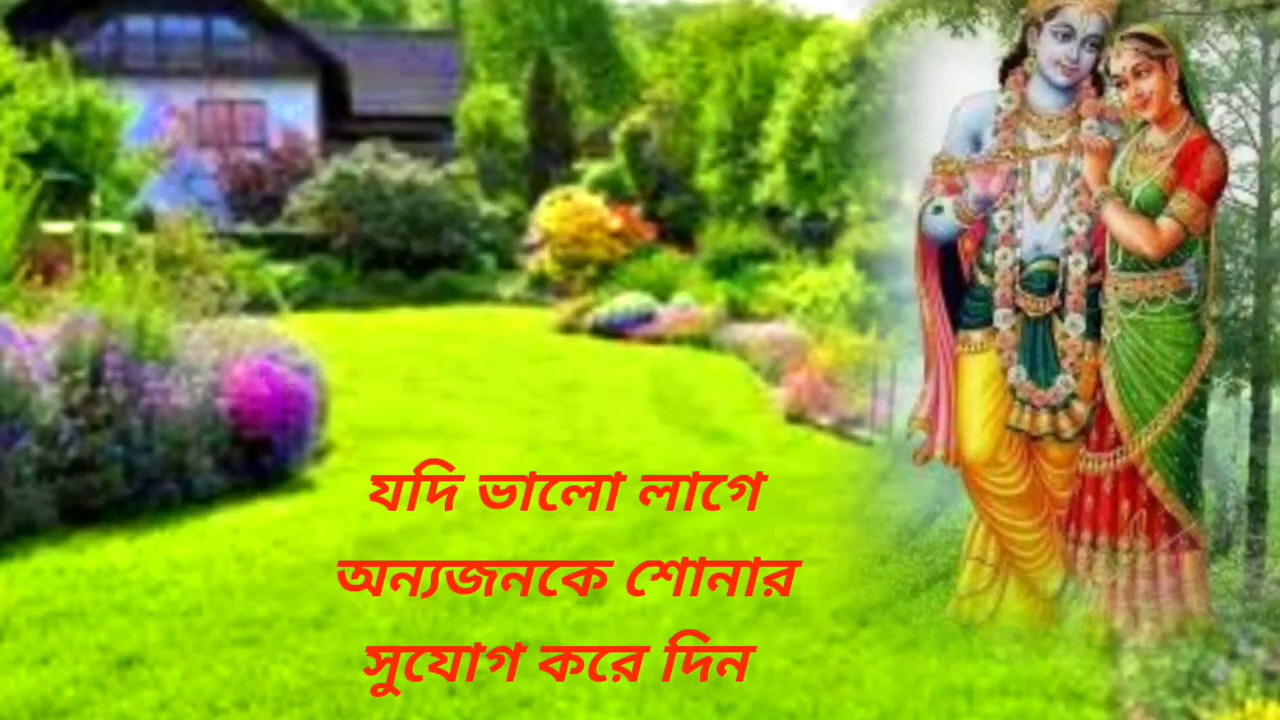 যদি ভালো লাগে
অন্যজনকে শোনার
সুযোগ করে দিন